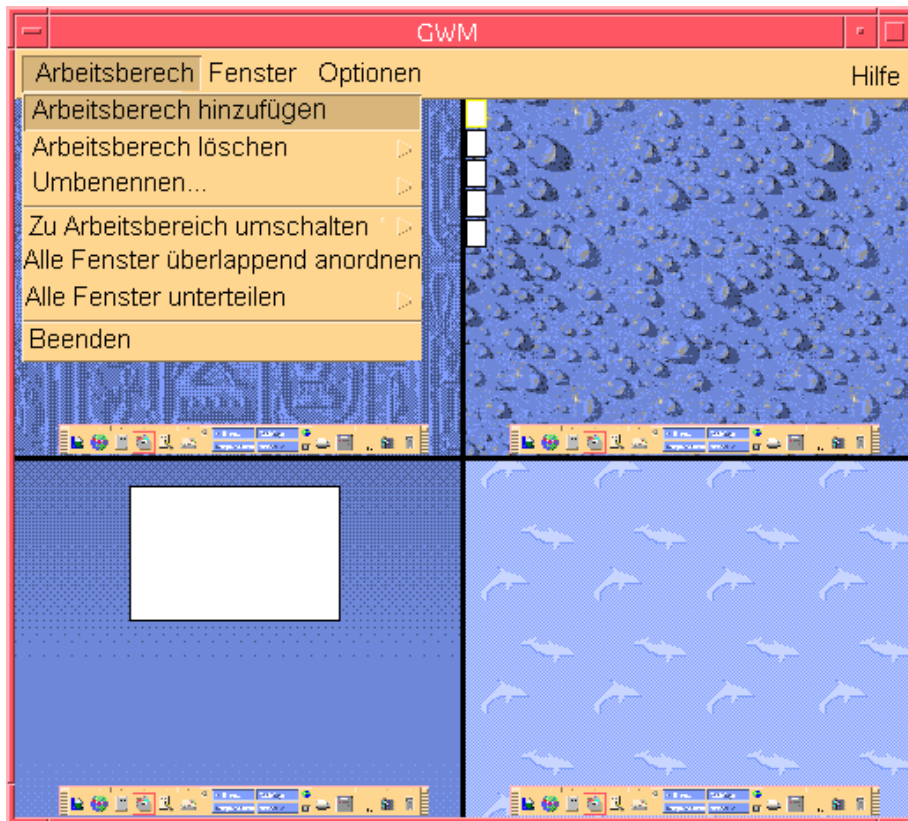 GWM
Arbeitsberech Fenster Optionen Hilfe
Arbeitsberech hinzufügen
Arbeitsberech löschen
Umbenennen...
Zu Arbeitsbereich umschalten
Alle Fenster überlappend anordnen
Alle Fenster unterteilen
Beenden